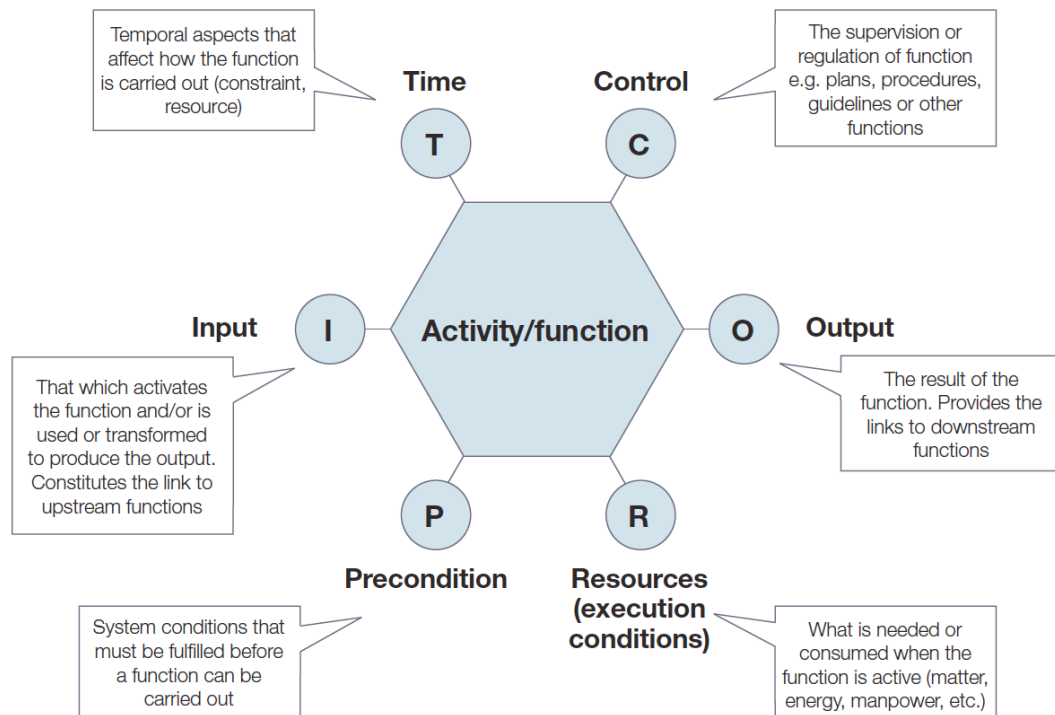 Temporal aspects that
affect how the function
is carried out (constraint,
resource)
Time
T
Control
C
The supervision or
regulation of function
e.g. plans, procedures,
guidelines or other
functions
Input
I
Activity/function
O
Output
That which activates
the function and/or is
used or transformed
to produce the output.
Constitutes the link to
upstream functions
The result of the
function. Provides the
links to downstream
functions
P
Precondition
R
Resources
(execution
conditions)
System conditions that
must be fulfilled before
a function can be
carried out
What is needed or
consumed when the
function is active (matter,
energy, manpower, etc.)